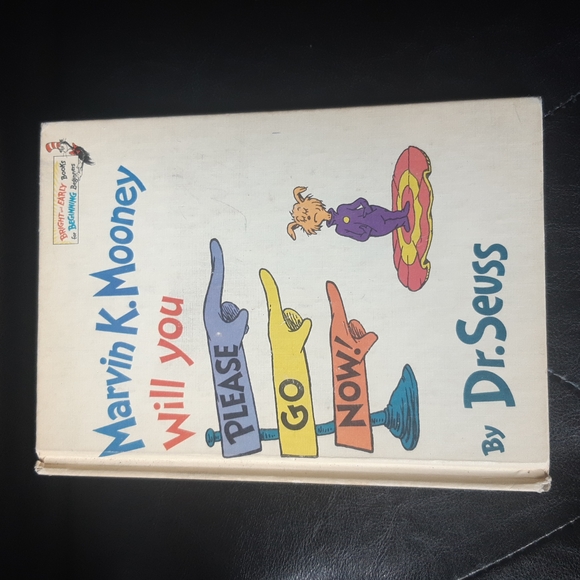 BRIGHT and EARLY BOOKS
for BEGINNING Beginners
Marvin K. Mooney
Will you
PLEASE
GO
NOW!
By Dr. Seuss